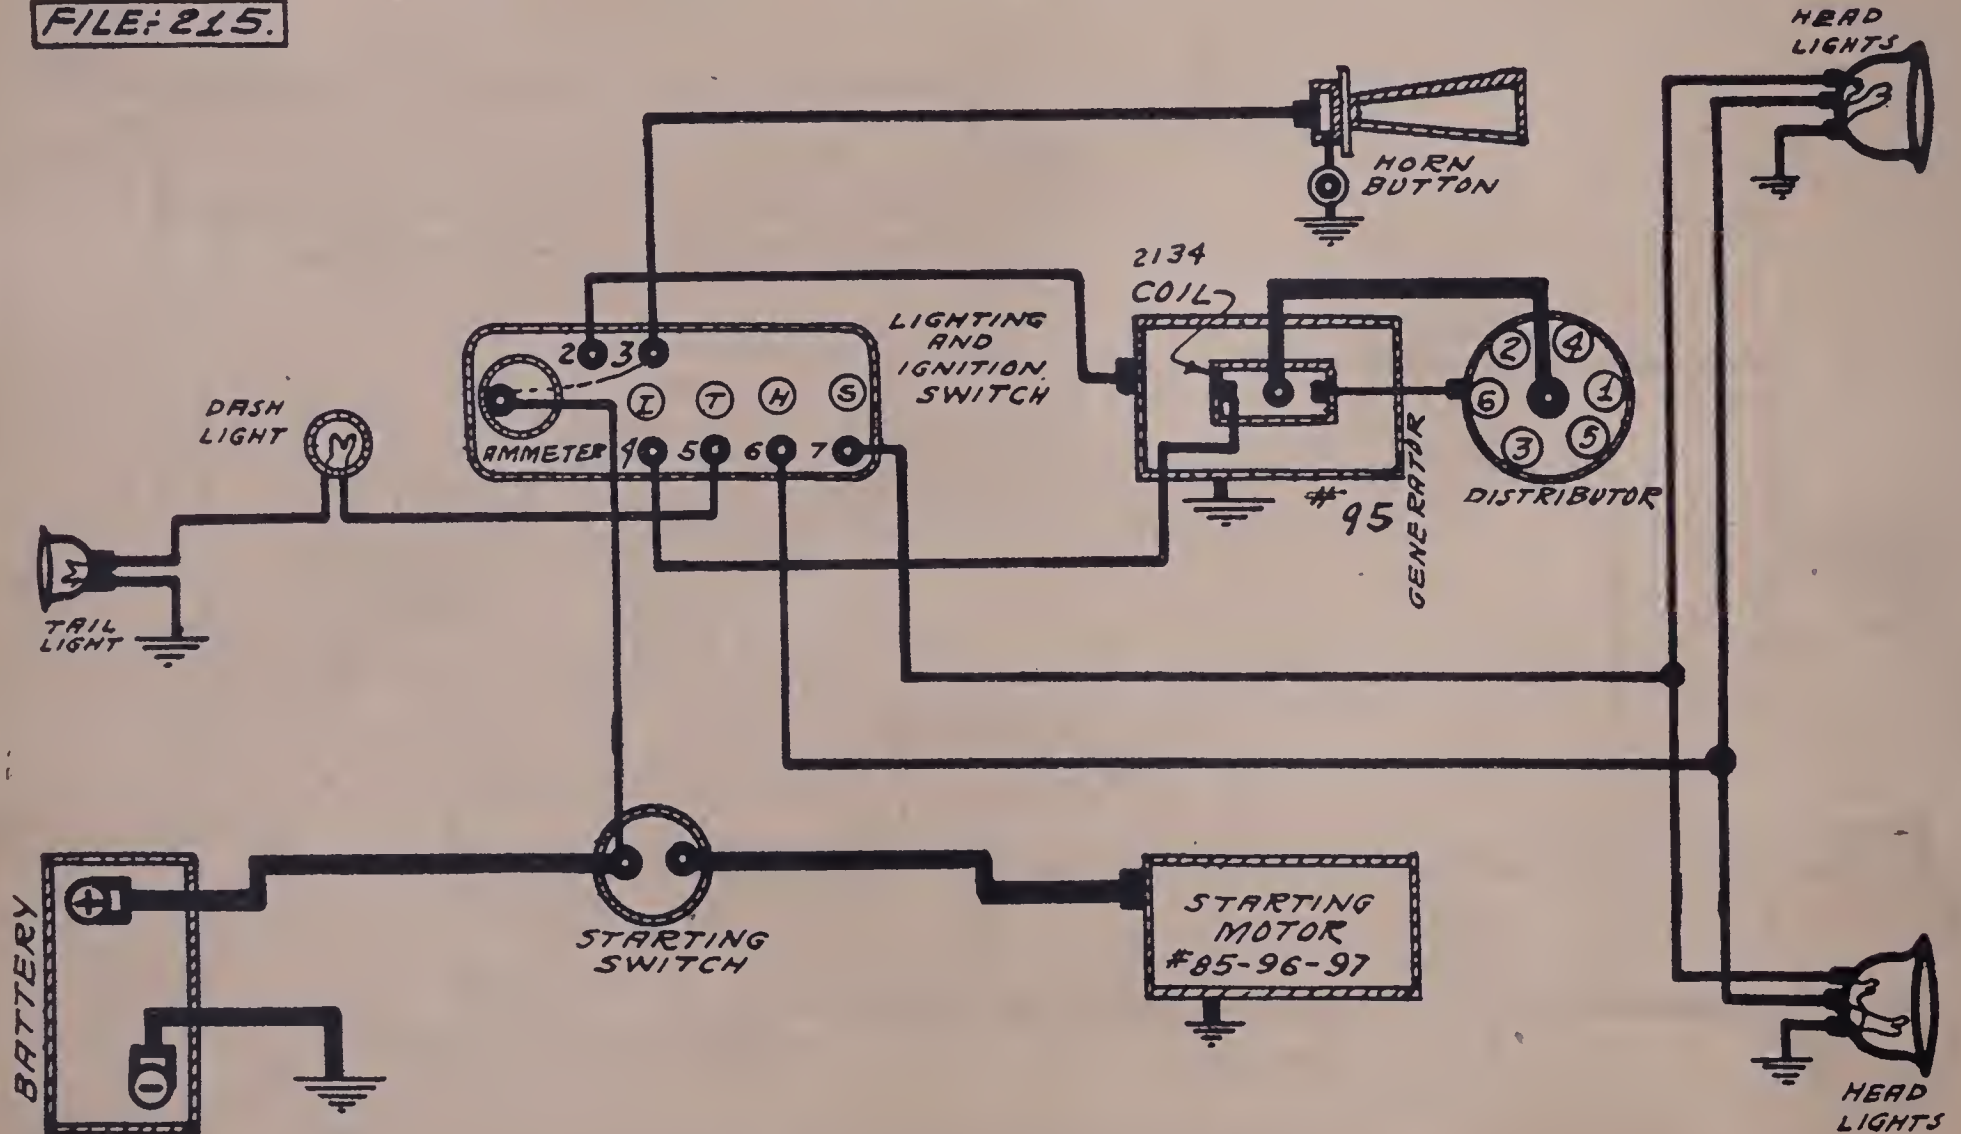 FILE: 215.
HEAD
LIGHTS
HORN
BUTTON
2134
COIL
LIGHTING
AND
IGNITION
SWITCH
2 3
I T H S
AMMETER 4 5 6 7
DASH
LIGHT
TAIL
LIGHT
2 4
6 1
3 5
DISTRIBUTOR
# 95
GENERATOR
BATTERY
+
−
STARTING
SWITCH
STARTING
MOTOR
#85-96-97
HEAD
LIGHTS